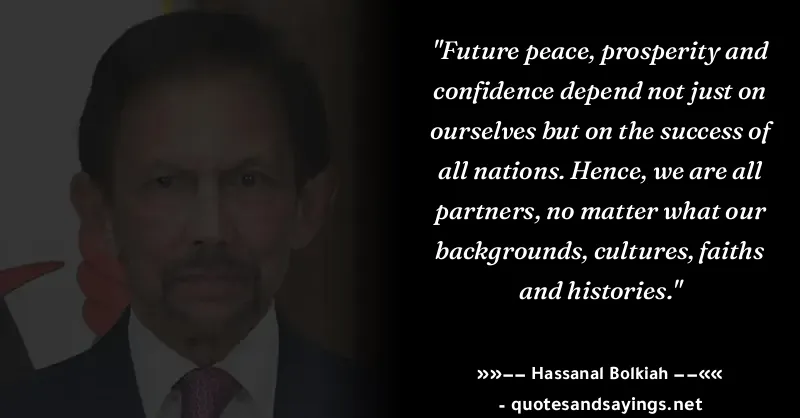 "Future peace, prosperity and
confidence depend not just on
ourselves but on the success of
all nations. Hence, we are all
partners, no matter what our
backgrounds, cultures, faiths
and histories."
»»−− Hassanal Bolkiah −−««
- quotesandsayings.net